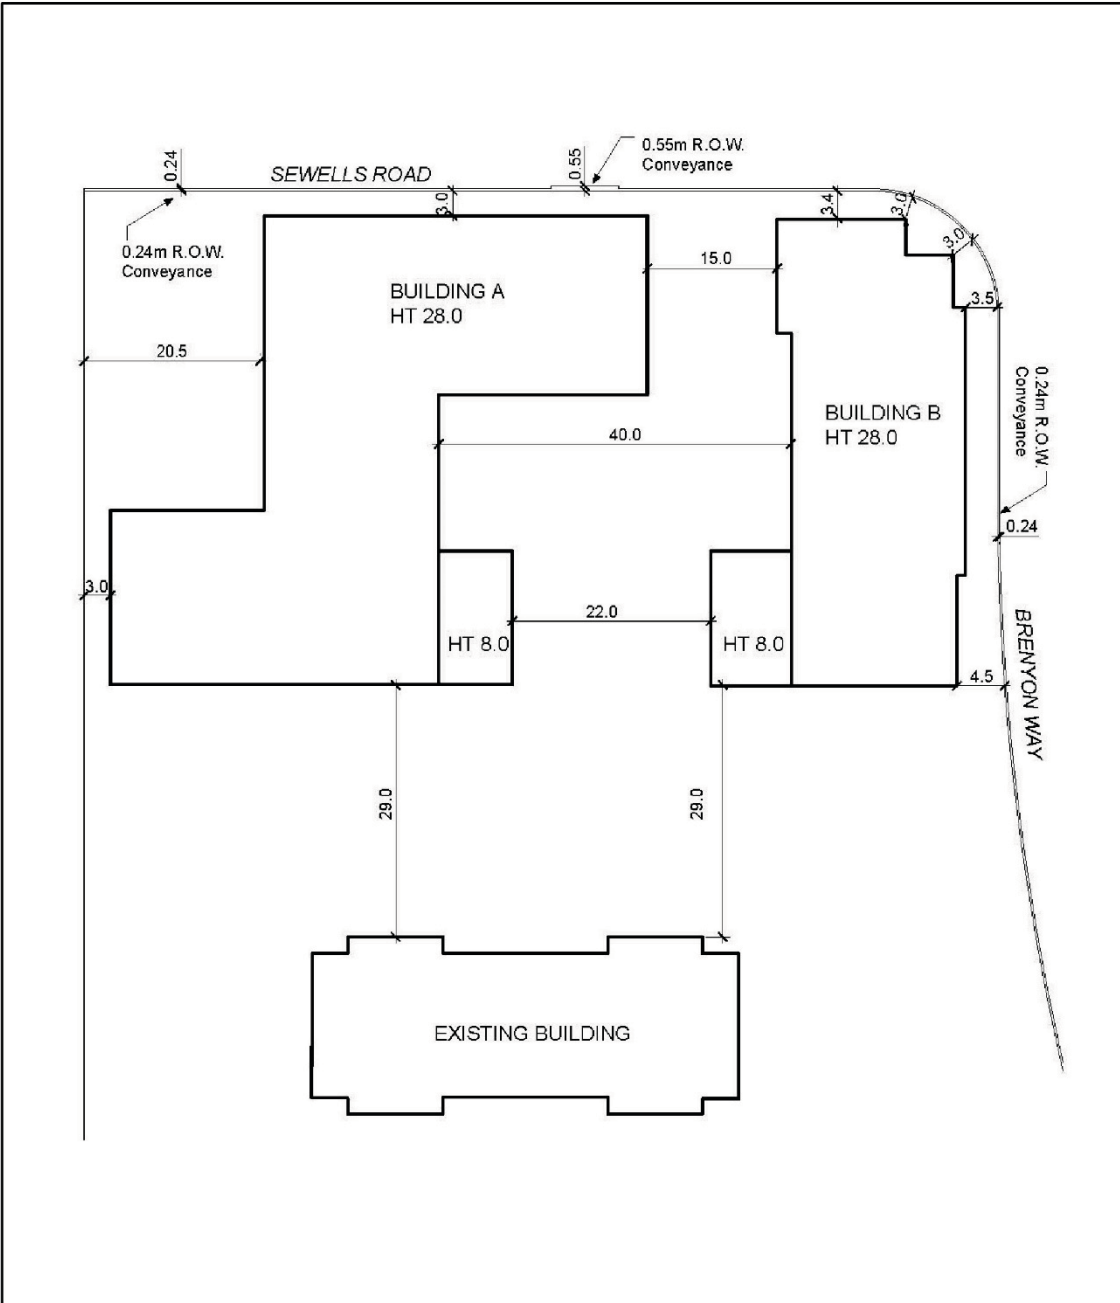 0.24
SEWELLS ROAD
0.55
0.55m R.O.W.
Conveyance
0.24m R.O.W.
Conveyance
3.0
3.4
3.0
3.0
15.0
3.5
BUILDING A
HT 28.0
20.5
0.24m R.O.W.
Conveyance
BUILDING B
HT 28.0
40.0
0.24
3.0
22.0
HT 8.0
HT 8.0
BRENYON WAY
4.5
29.0
29.0
EXISTING BUILDING